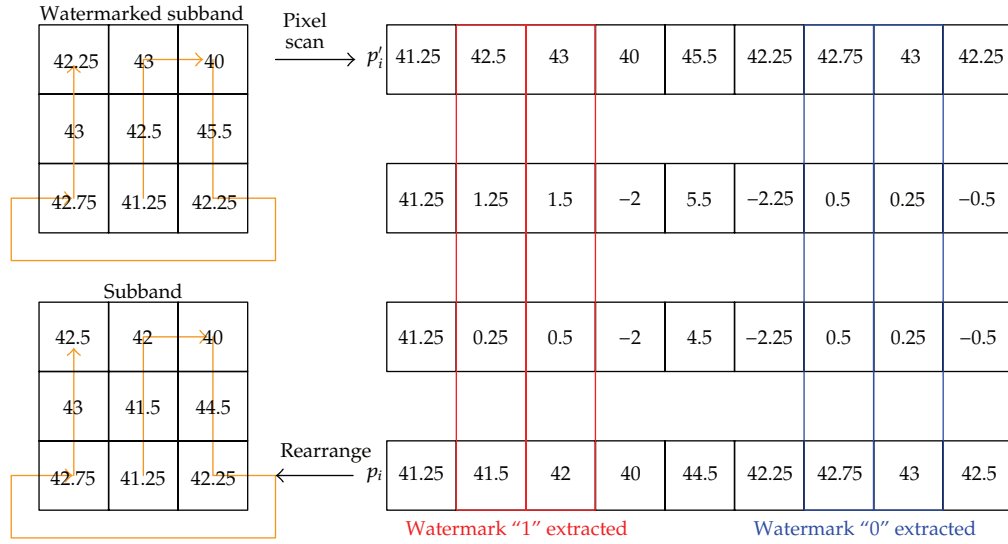 Watermarked subband
42.25 43 40
43 42.5 45.5
42.75 41.25 42.25
Pixel
scan
p′i 41.25 42.5 43 40 45.5 42.25 42.75 43 42.25
41.25 1.25 1.5 −2 5.5 −2.25 0.5 0.25 −0.5
Subband
42.5 42 40
43 41.5 44.5
42.75 41.25 42.25
41.25 0.25 0.5 −2 4.5 −2.25 0.5 0.25 −0.5
Rearrange
pi 41.25 41.5 42 40 44.5 42.25 42.75 43 42.5
Watermark “1” extracted
Watermark “0” extracted